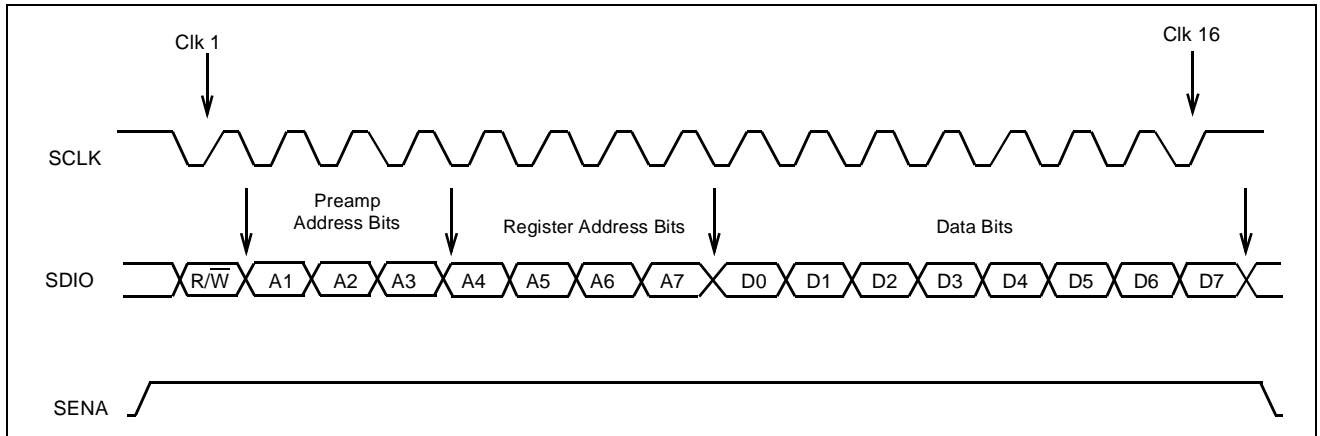 Clk 1
Clk 16
SCLK
Preamp
Address Bits
Register Address Bits
Data Bits
SDIO
R/W̅ A1 A2 A3 A4 A5 A6 A7 D0 D1 D2 D3 D4 D5 D6 D7
SENA